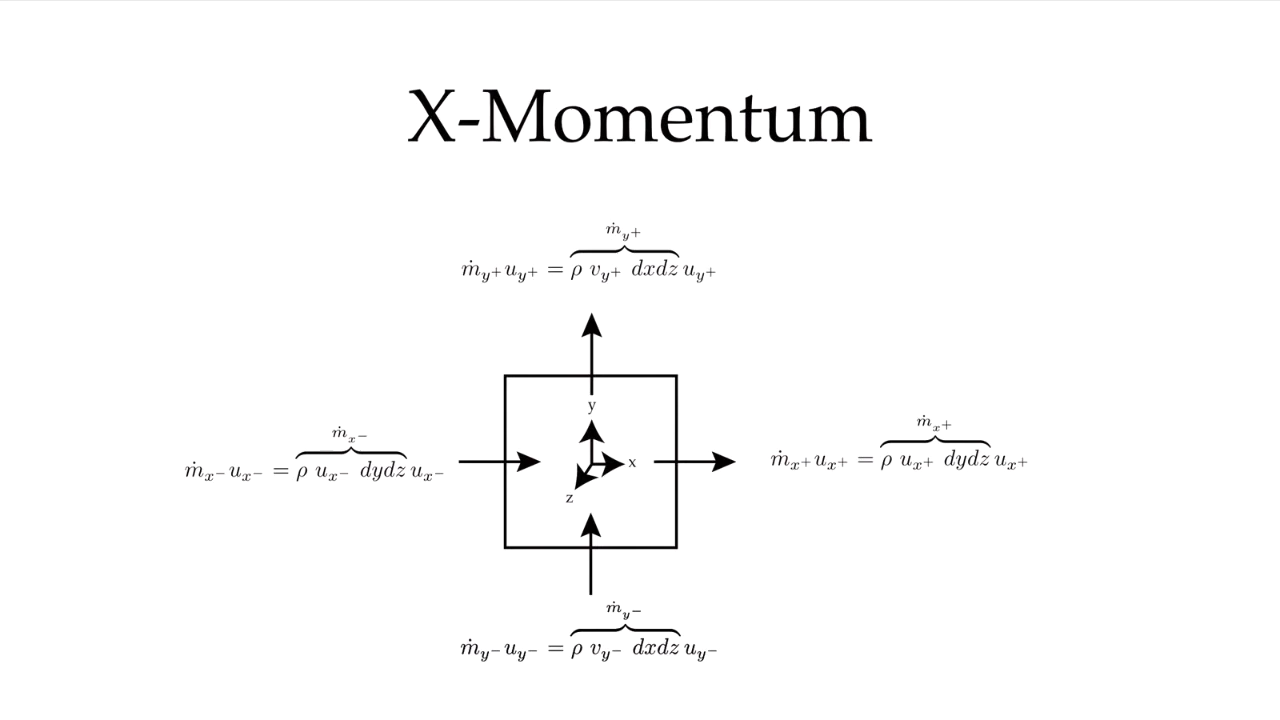 X-Momentum
ṁ_{y⁺}
ṁ_{y⁺} u_{y⁺} = ρ v_{y⁺} dxdz u_{y⁺}
y
ṁ_{x⁻}
ṁ_{x⁻} u_{x⁻} = ρ u_{x⁻} dydz u_{x⁻}
x
z
ṁ_{x⁺}
ṁ_{x⁺} u_{x⁺} = ρ u_{x⁺} dydz u_{x⁺}
ṁ_{y⁻}
ṁ_{y⁻} u_{y⁻} = ρ v_{y⁻} dxdz u_{y⁻}